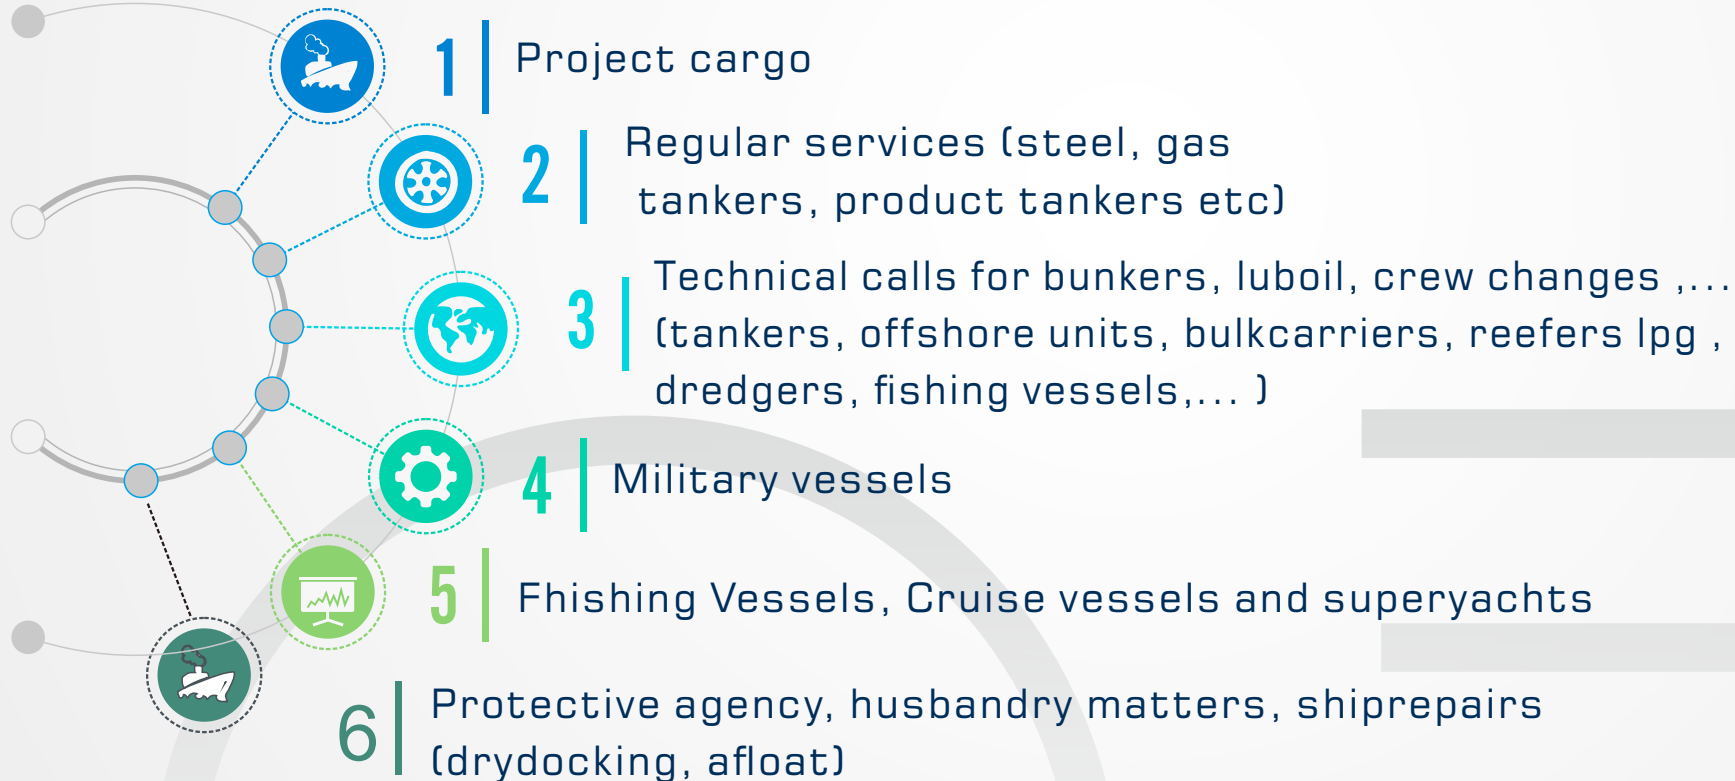 1 Project cargo
2 Regular services (steel, gas
tankers, product tankers etc)
3 Technical calls for bunkers, luboil, crew changes ,...
(tankers, offshore units, bulkcarriers, reefers lpg ,
dredgers, fishing vessels,... )
4 Military vessels
5 Fhishing Vessels, Cruise vessels and superyachts
6 Protective agency, husbandry matters, shiprepairs
(drydocking, afloat)